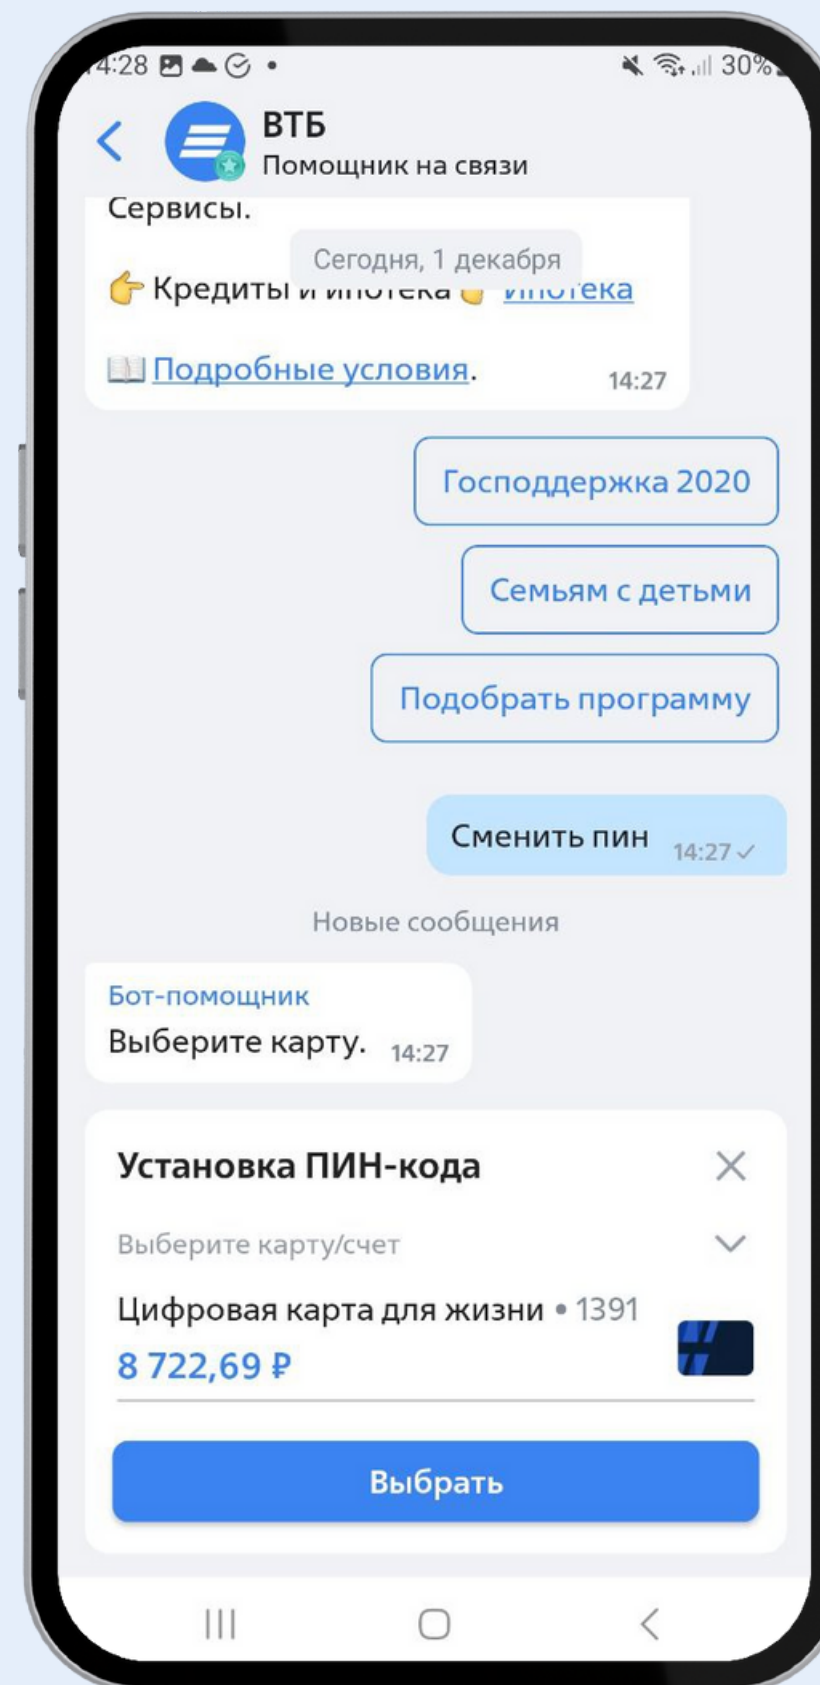 4:28
30%
ВТБ
Помощник на связи
Сервисы.
Сегодня, 1 декабря
👉 Кредиты и ипотека 👉 Ипотека
📖 Подробные условия.
14:27
Господдержка 2020
Семьям с детьми
Подобрать программу
Сменить пин 14:27
Новые сообщения
Бот-помощник
Выберите карту. 14:27
Установка ПИН-кода
Выберите карту/счет
Цифровая карта для жизни • 1391
8 722,69 ₽
Выбрать